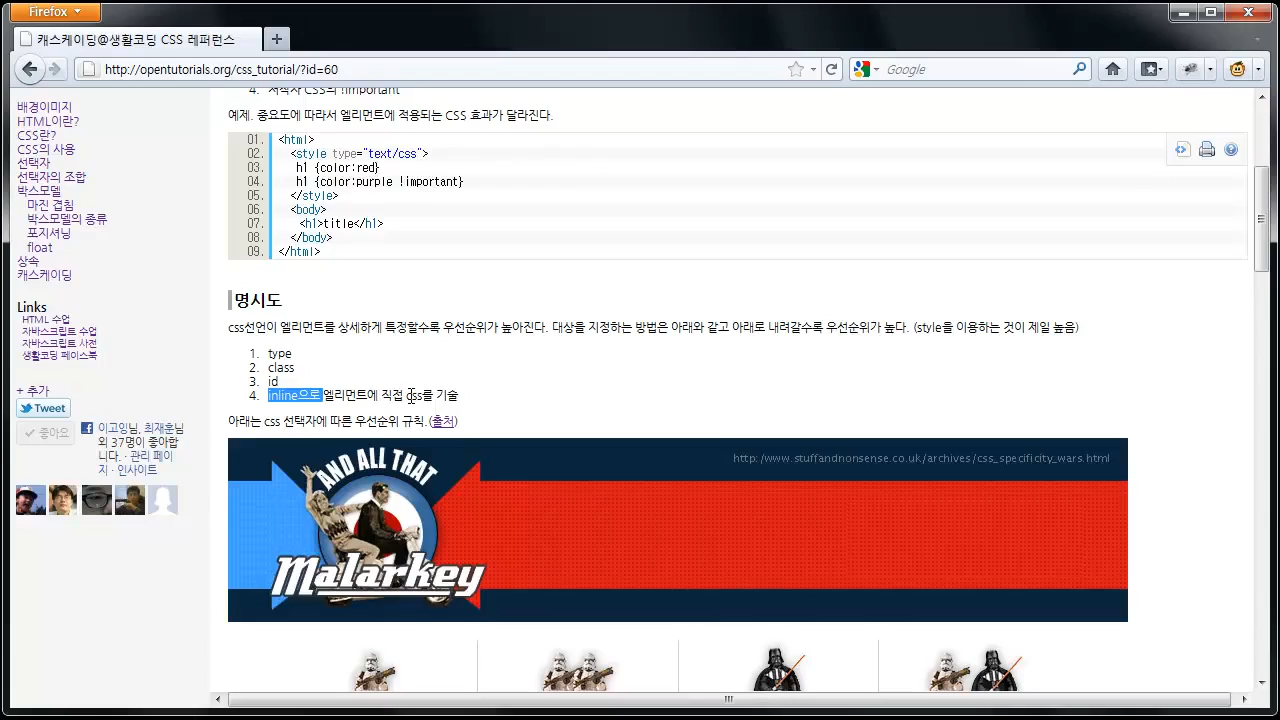 Firefox
캐스케이딩@생활코딩 CSS 레퍼런스
http://opentutorials.org/css_tutorial/?id=60
Google
배경이미지
HTML이란?
CSS란?
CSS의 사용
선택자
선택자의 조합
박스모델
마진 겹침
박스모델의 종류
포지셔닝
float
상속
캐스케이딩
Links
HTML 수업
자바스크립트 수업
자바스크립트 사전
생활코딩 페이스북
+ 추가
Tweet
좋아요
이고잉님, 최재훈님
외 37명이 좋아합
니다. · 관리 페이
지 · 인사이트
4. 저작자 CSS의 !important
예제. 중요도에 따라서 엘리먼트에 적용되는 CSS 효과가 달라진다.
01. <html>
02. <style type="text/css">
03. h1 {color:red}
04. h1 {color:purple !important}
05. </style>
06. <body>
07. <h1>title</h1>
08. </body>
09. </html>
명시도
css선언이 엘리먼트를 상세하게 특정할수록 우선순위가 높아진다. 대상을 지정하는 방법은 아래와 같고 아래로 내려갈수록 우선순위가 높다. (style을 이용하는 것이 제일 높음)
1. type
2. class
3. id
4. inline으로 엘리먼트에 직접 css를 기술
아래는 css 선택자에 따른 우선순위 규칙.(출처)
AND ALL THAT
Malarkey
http://www.stuffandnonsense.co.uk/archives/css_specificity_wars.html